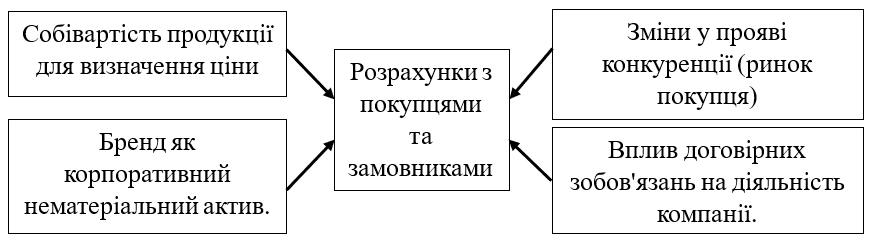 Собівартість продукції
для визначення ціни
Бренд як
корпоративний
нематеріальний актив.
Розрахунки з
покупцями
та
замовниками
Зміни у прояві
конкуренції (ринок
покупця)
Вплив договірних
зобов'язань на діяльність
компанії.